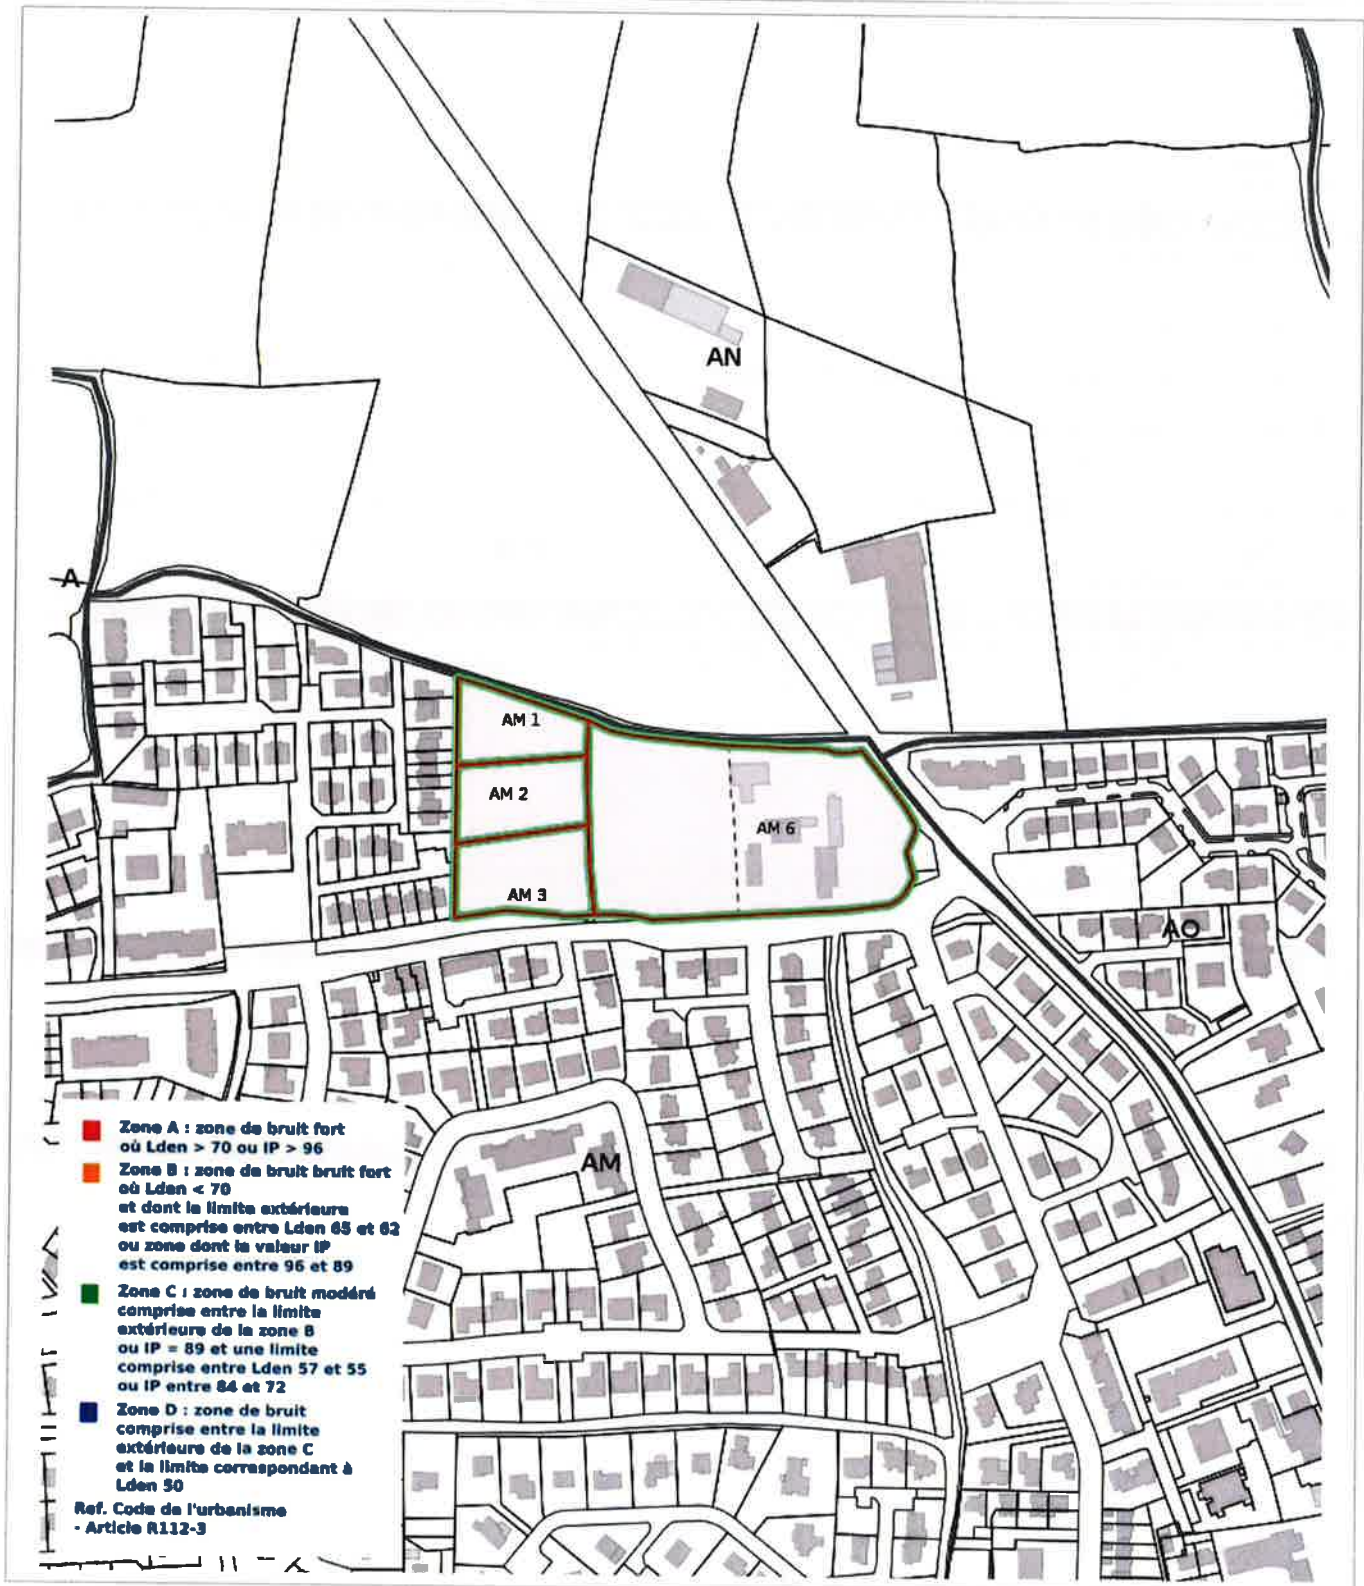 AN
A
AM 1
AM 2
AM 6
AM 3
AO
AM
Zone A : zone de bruit fort
où Lden > 70 ou IP > 96
Zone B : zone de bruit bruit fort
où Lden < 70
et dont la limite extérieure
est comprise entre Lden 65 et 62
ou zone dont la valeur IP
est comprise entre 96 et 89
Zone C : zone de bruit modéré
comprise entre la limite
extérieure de la zone B
ou IP = 89 et une limite
comprise entre Lden 57 et 55
ou IP entre 84 et 72
Zone D : zone de bruit
comprise entre la limite
extérieure de la zone C
et la limite correspondant à
Lden 50
Ref. Code de l'urbanisme
- Article R112-3